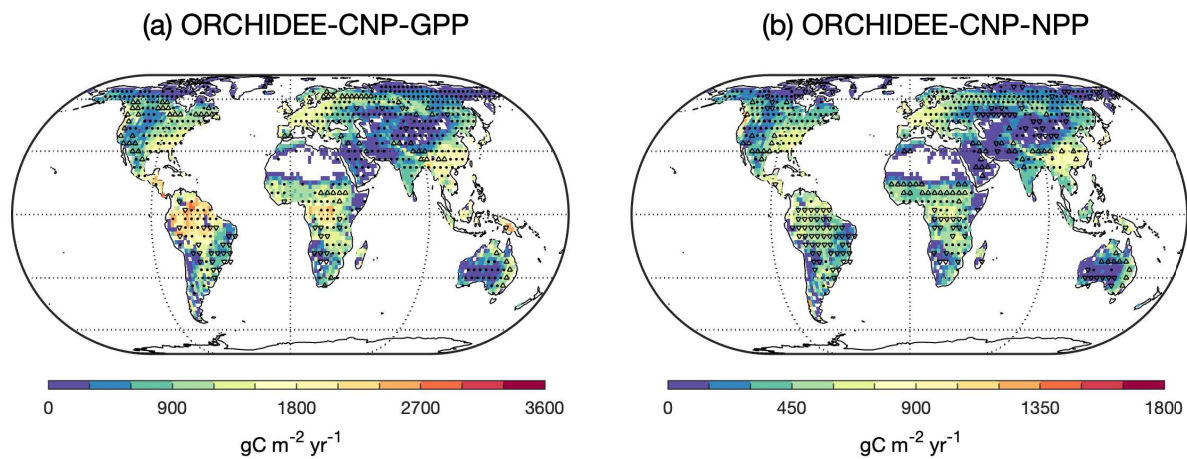 (a) ORCHIDEE-CNP-GPP
(b) ORCHIDEE-CNP-NPP
0 900 1800 2700 3600
gC m⁻² yr⁻¹
0 450 900 1350 1800
gC m⁻² yr⁻¹